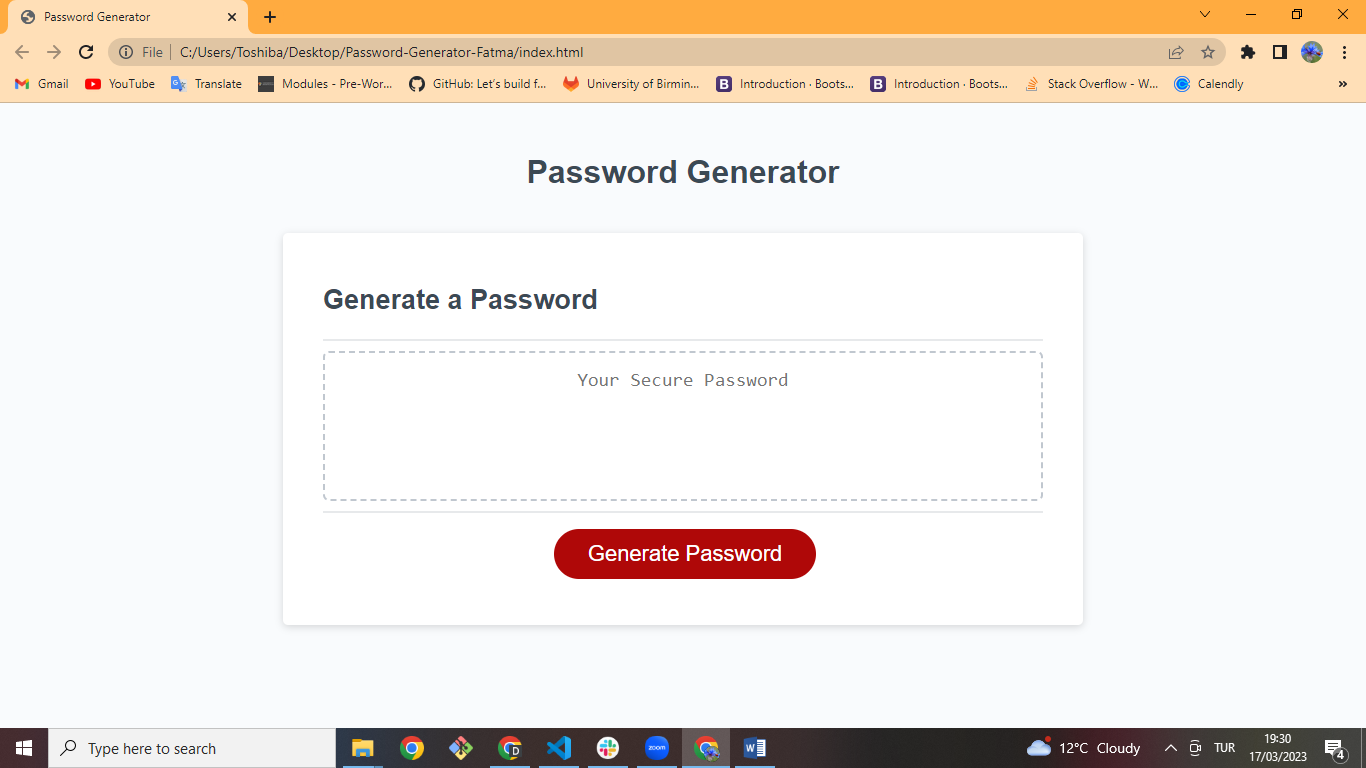 Password Generator
File
C:/Users/Toshiba/Desktop/Password-Generator-Fatma/index.html
Gmail
YouTube
Translate
Modules - Pre-Wor...
GitHub: Let's build f...
University of Birmin...
Introduction · Boots...
Introduction · Boots...
Stack Overflow - W...
Calendly
Password Generator
Generate a Password
Your Secure Password
Generate Password
Type here to search
D
zoom
W
12°C Cloudy
TUR
19:30
17/03/2023
4